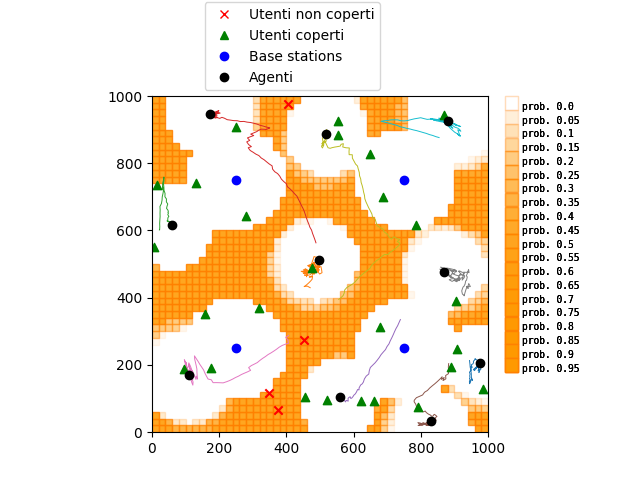 Utenti non coperti
Utenti coperti
Base stations
Agenti
1000
800
600
400
200
0
0
200
400
600
800
1000
prob. 0.0
prob. 0.05
prob. 0.1
prob. 0.15
prob. 0.2
prob. 0.25
prob. 0.3
prob. 0.35
prob. 0.4
prob. 0.45
prob. 0.5
prob. 0.55
prob. 0.6
prob. 0.65
prob. 0.7
prob. 0.75
prob. 0.8
prob. 0.85
prob. 0.9
prob. 0.95